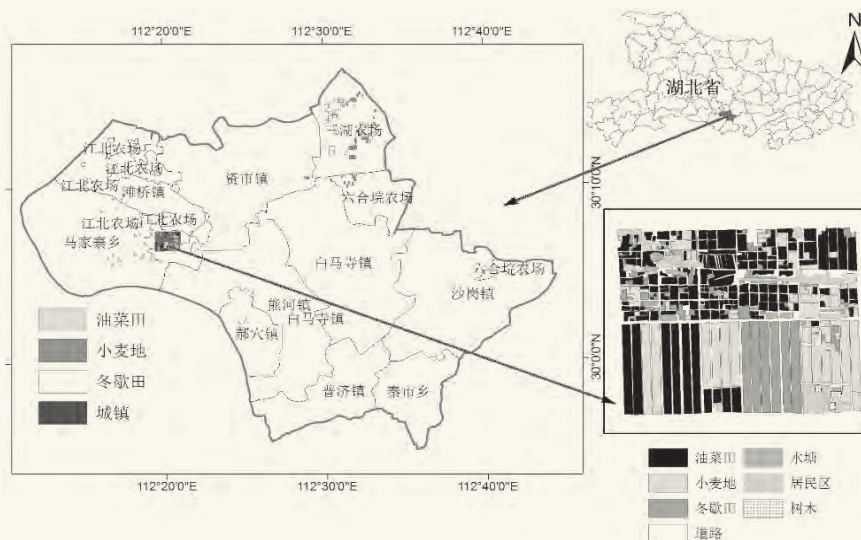 112°20'0"E
112°30'0"E
112°40'0"E
N
湖北省
30°10'0"N
30°0'0"N
江北农场
江北农场
江北农场
滩桥镇
资市镇
湖农场
六合垸农场
江北农场
江北农场
马家寨乡
白马寺镇
六合垸农场
沙岗镇
熊河镇
白马寺镇
郝穴镇
普济镇
秦市乡
油菜田
小麦地
冬歇田
城镇
112°20'0"E
112°30'0"E
112°40'0"E
油菜田
水塘
小麦地
居民区
冬歇田
树木
道路